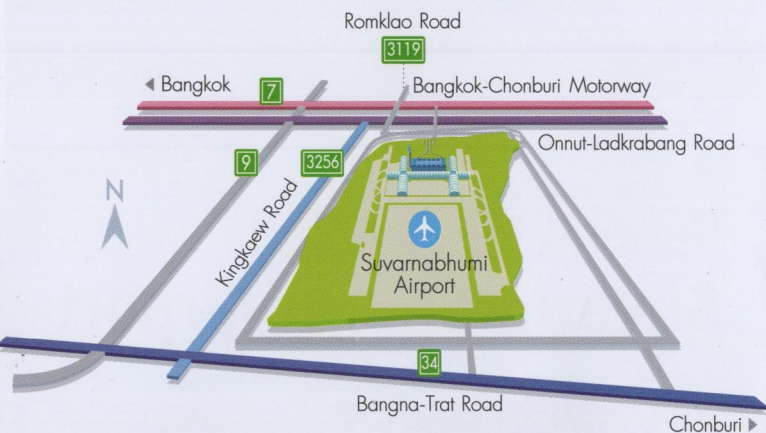 Romklao Road
3119
Bangkok
7
Bangkok-Chonburi Motorway
Onnut-Ladkrabang Road
9
3256
N
Kingkaew Road
Suvarnabhumi
Airport
34
Bangna-Trat Road
Chonburi